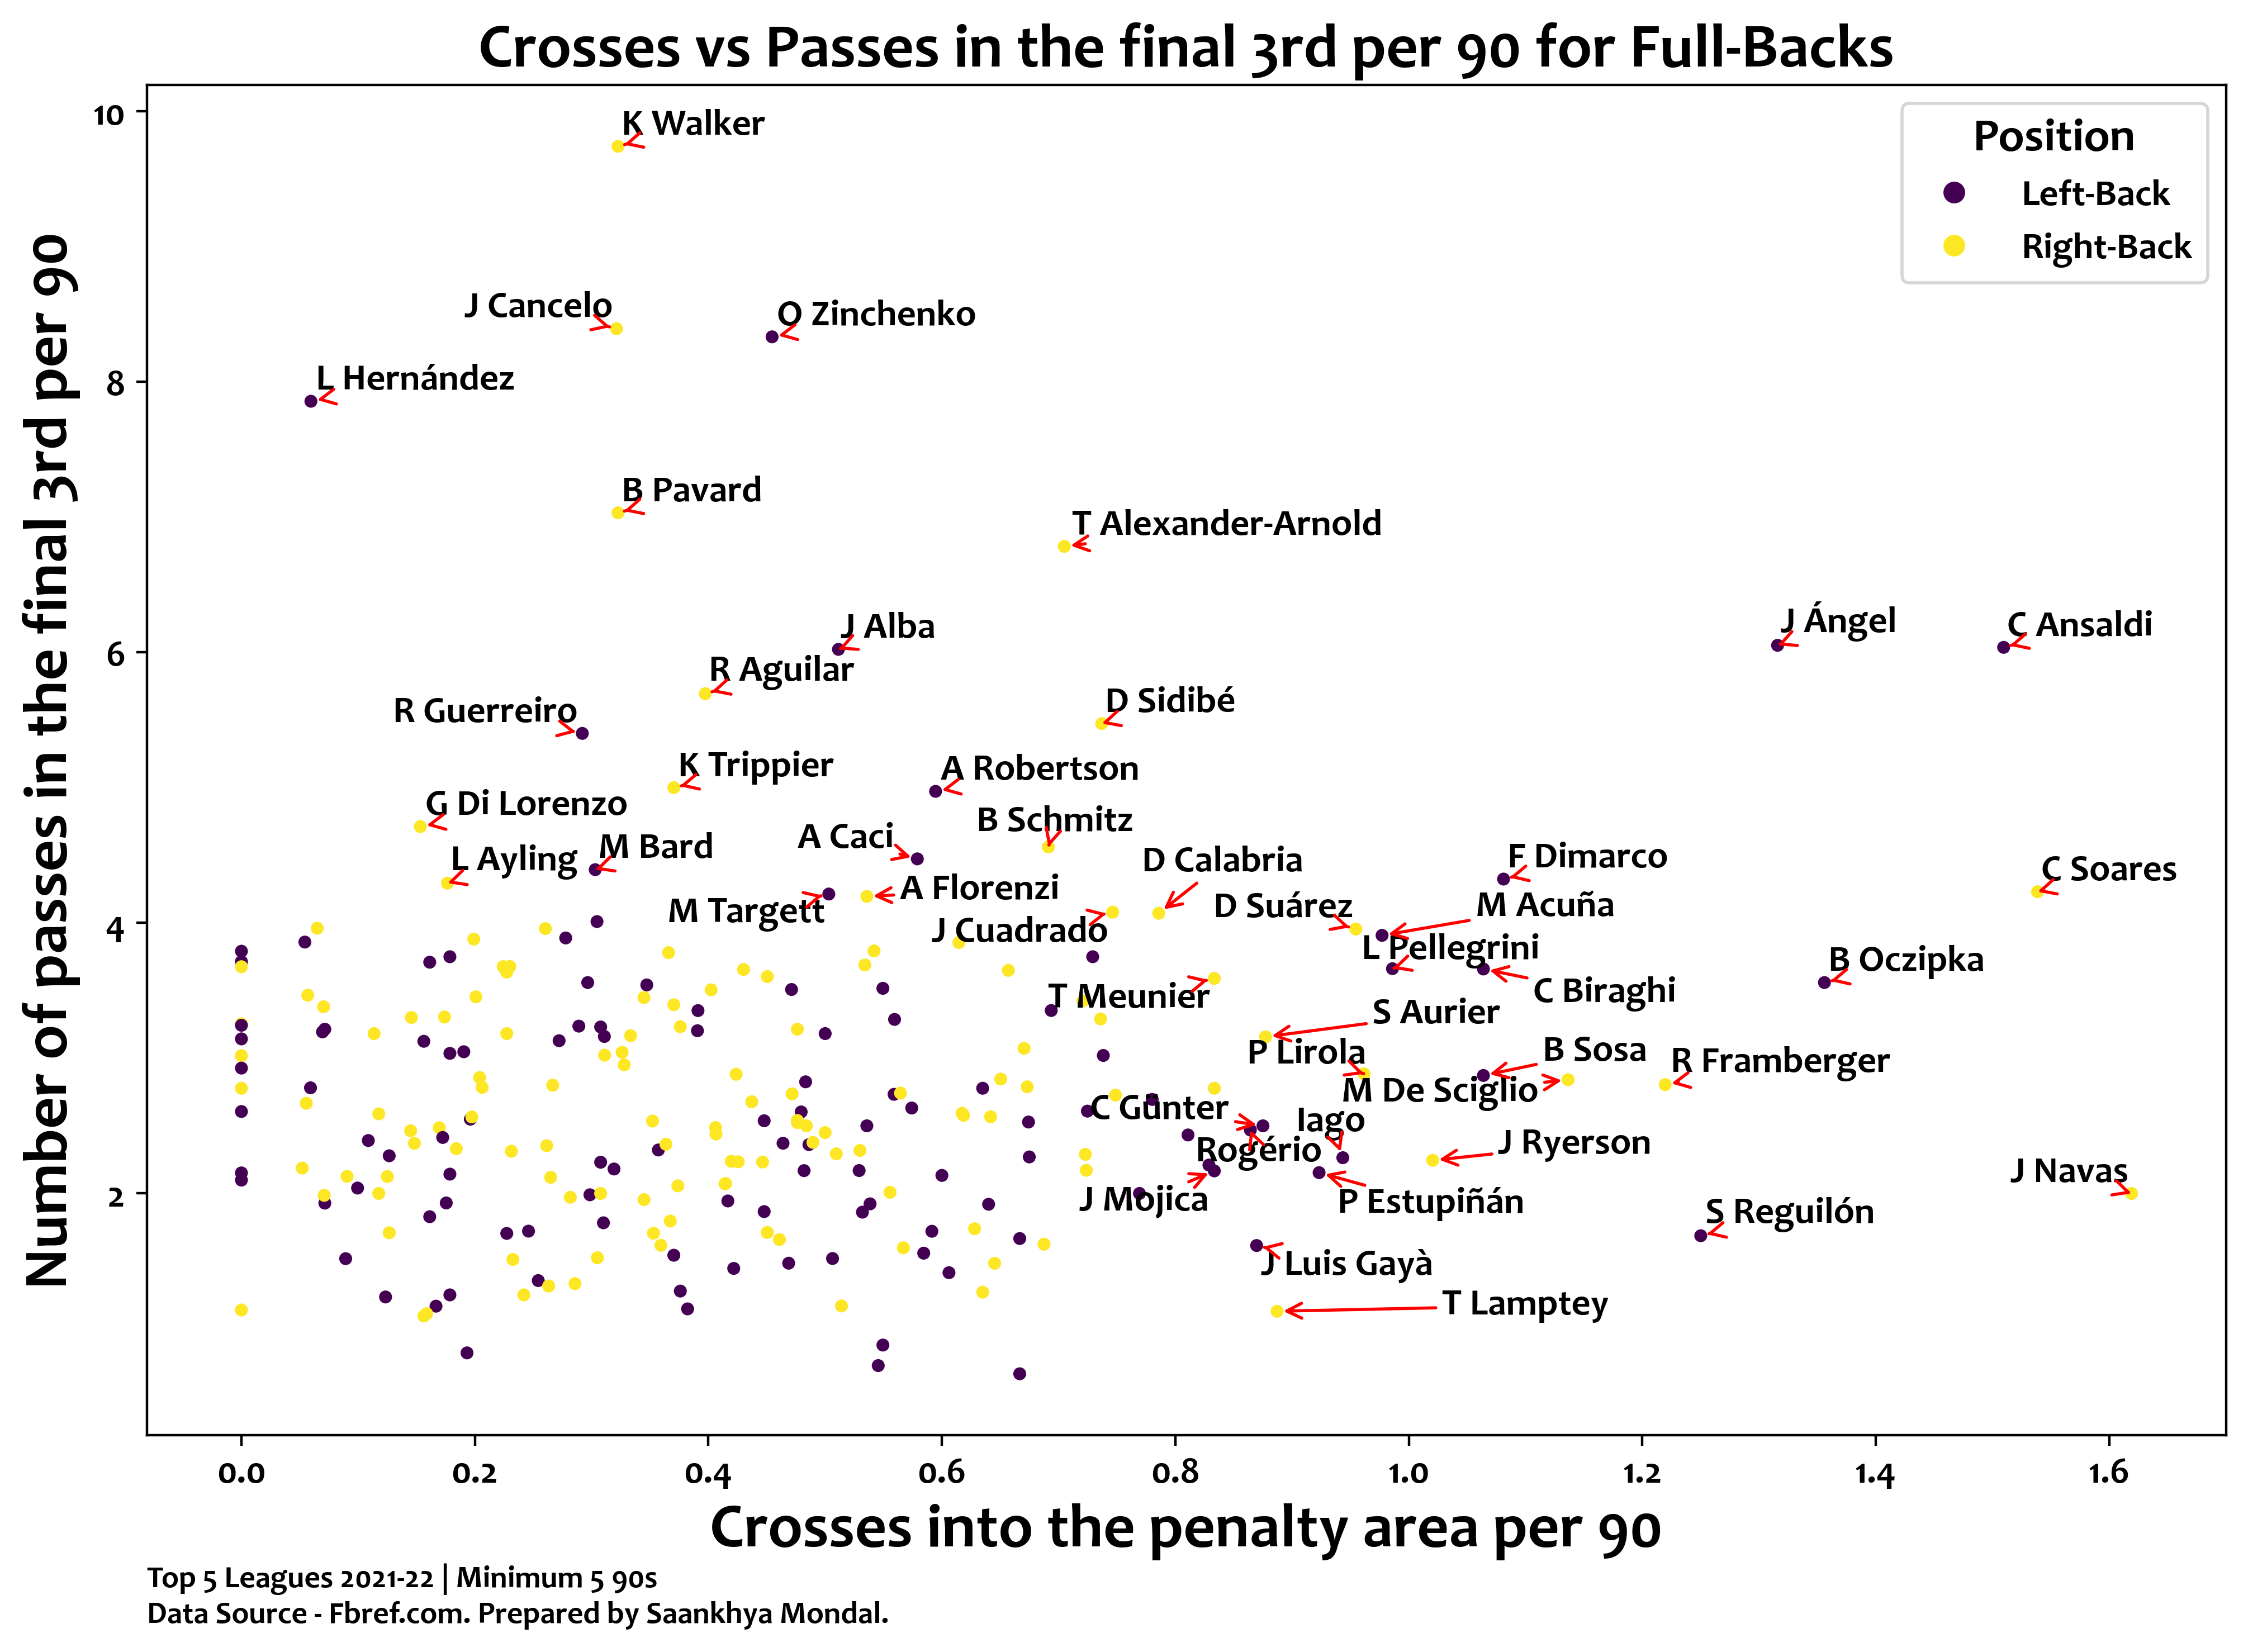 Crosses vs Passes in the final 3rd per 90 for Full-Backs
Number of passes in the final 3rd per 90
10
8
6
4
2
Position
Left-Back
Right-Back
K Walker
J Cancelo
O Zinchenko
L Hernández
B Pavard
T Alexander-Arnold
J Alba
J Ángel
C Ansaldi
R Aguilar
R Guerreiro
D Sidibé
K Trippier
A Robertson
G Di Lorenzo
B Schmitz
A Caci
M Bard
L Ayling
D Calabria
F Dimarco
C Soares
A Florenzi
M Targett
D Suárez
M Acuña
J Cuadrado
L Pellegrini
B Oczipka
T Meunier
C Biraghi
S Aurier
P Lirola
B Sosa
R Framberger
M De Sciglio
C Günter
Iago
Rogério
J Ryerson
J Navas
J Mojica
P Estupiñán
S Reguilón
J Luis Gayà
T Lamptey
0.0
0.2
0.4
0.6
0.8
1.0
1.2
1.4
1.6
Crosses into the penalty area per 90
Top 5 Leagues 2021-22 | Minimum 5 90s
Data Source - Fbref.com. Prepared by Saankhya Mondal.